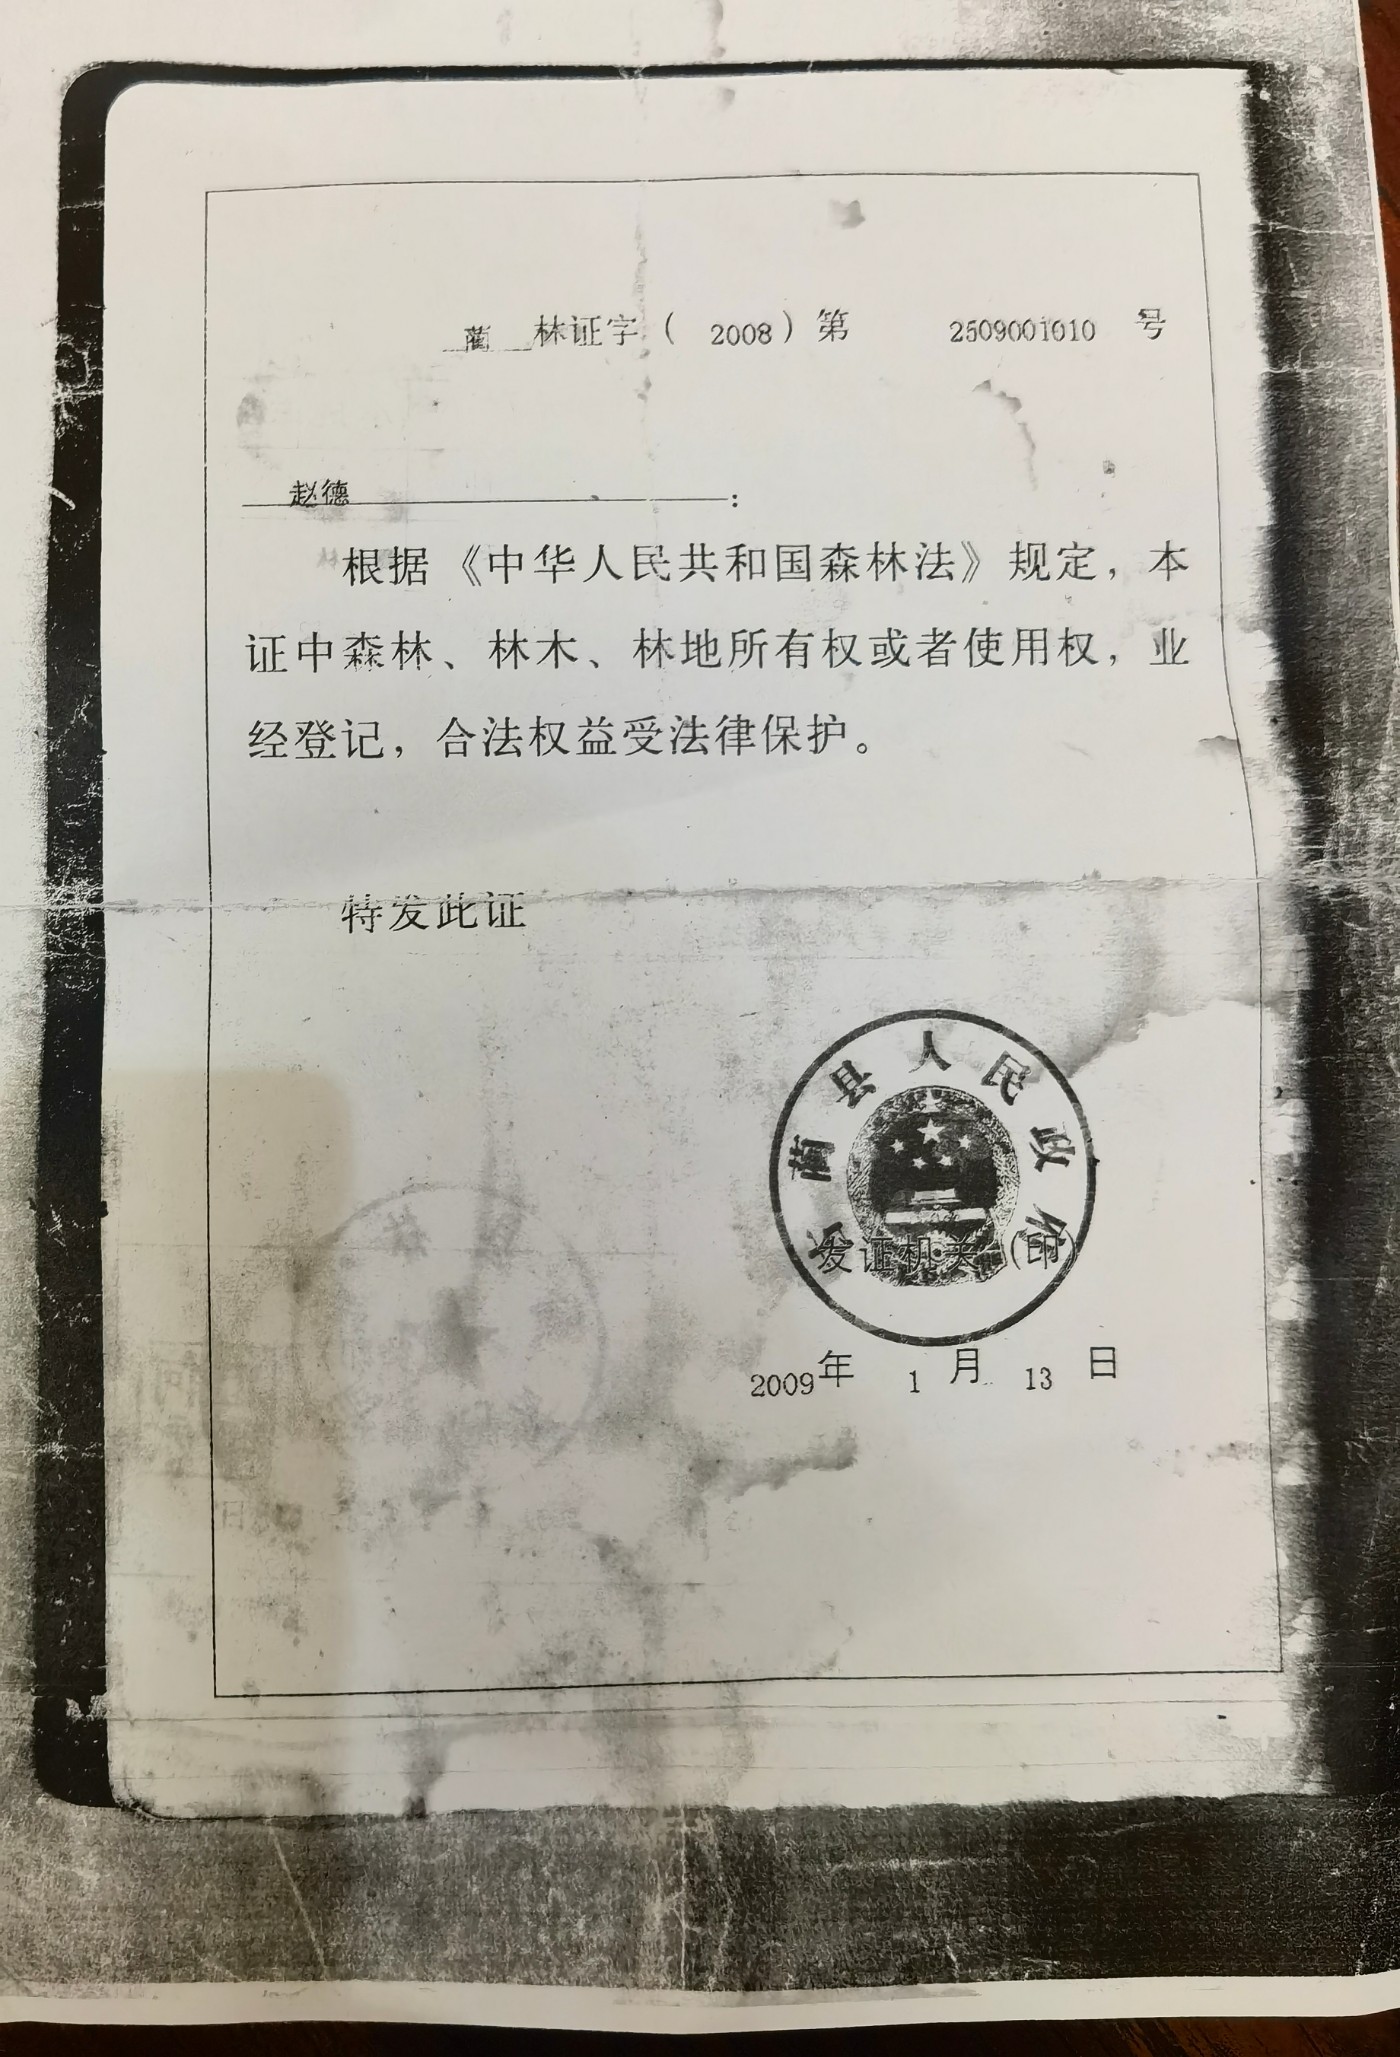 蔺 林证字（ 2008 ）第 2509001010 号
赵德 ：
根据《中华人民共和国森林法》规定，本
证中森林、林木、林地所有权或者使用权，业
经登记，合法权益受法律保护。
特发此证
古蔺县人民政府
发证机关（印）
2009年 1 月 13 日